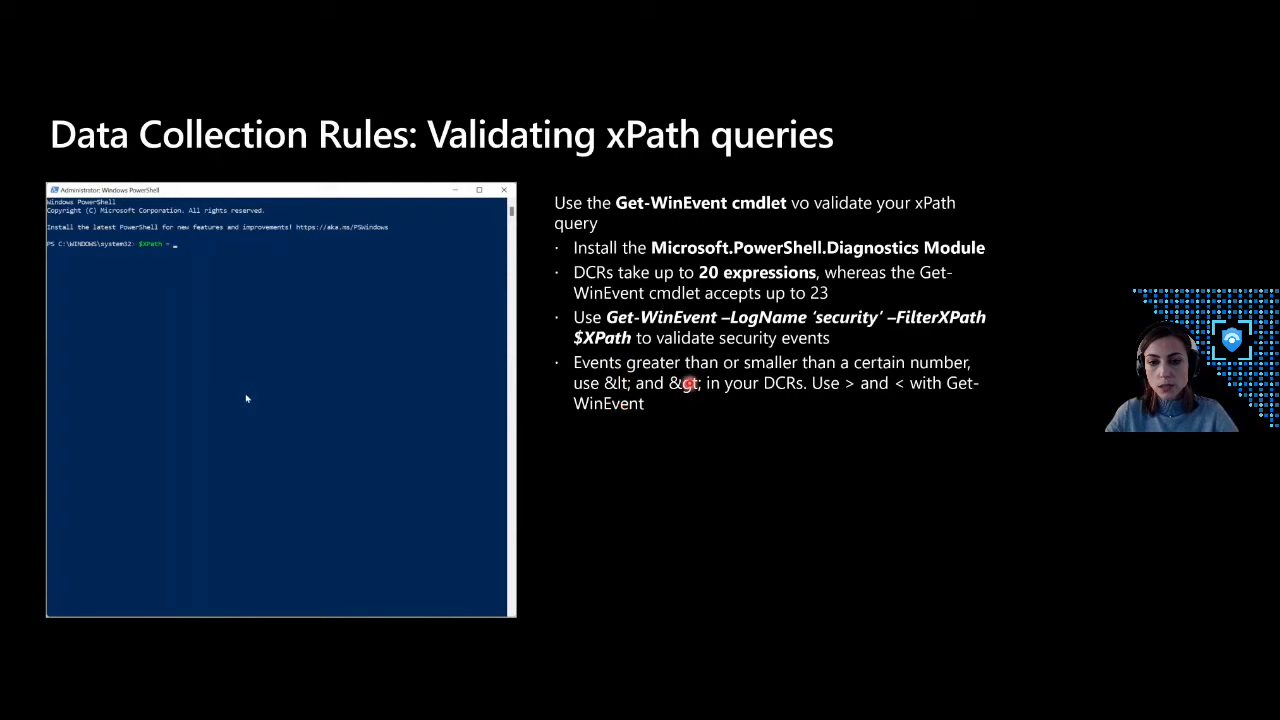 Data Collection Rules: Validating xPath queries
Administrator: Windows PowerShell
Windows PowerShell
Copyright (C) Microsoft Corporation. All rights reserved.
Install the latest PowerShell for new features and improvements! https://aka.ms/PSWindows
PS C:\WINDOWS\system32> $XPath = _
Use the Get-WinEvent cmdlet vo validate your xPath
query
· Install the Microsoft.PowerShell.Diagnostics Module
· DCRs take up to 20 expressions, whereas the Get-
WinEvent cmdlet accepts up to 23
· Use Get-WinEvent –LogName ‘security’ –FilterXPath
$XPath to validate security events
· Events greater than or smaller than a certain number,
use &lt; and &gt; in your DCRs. Use > and < with Get-
WinEvent